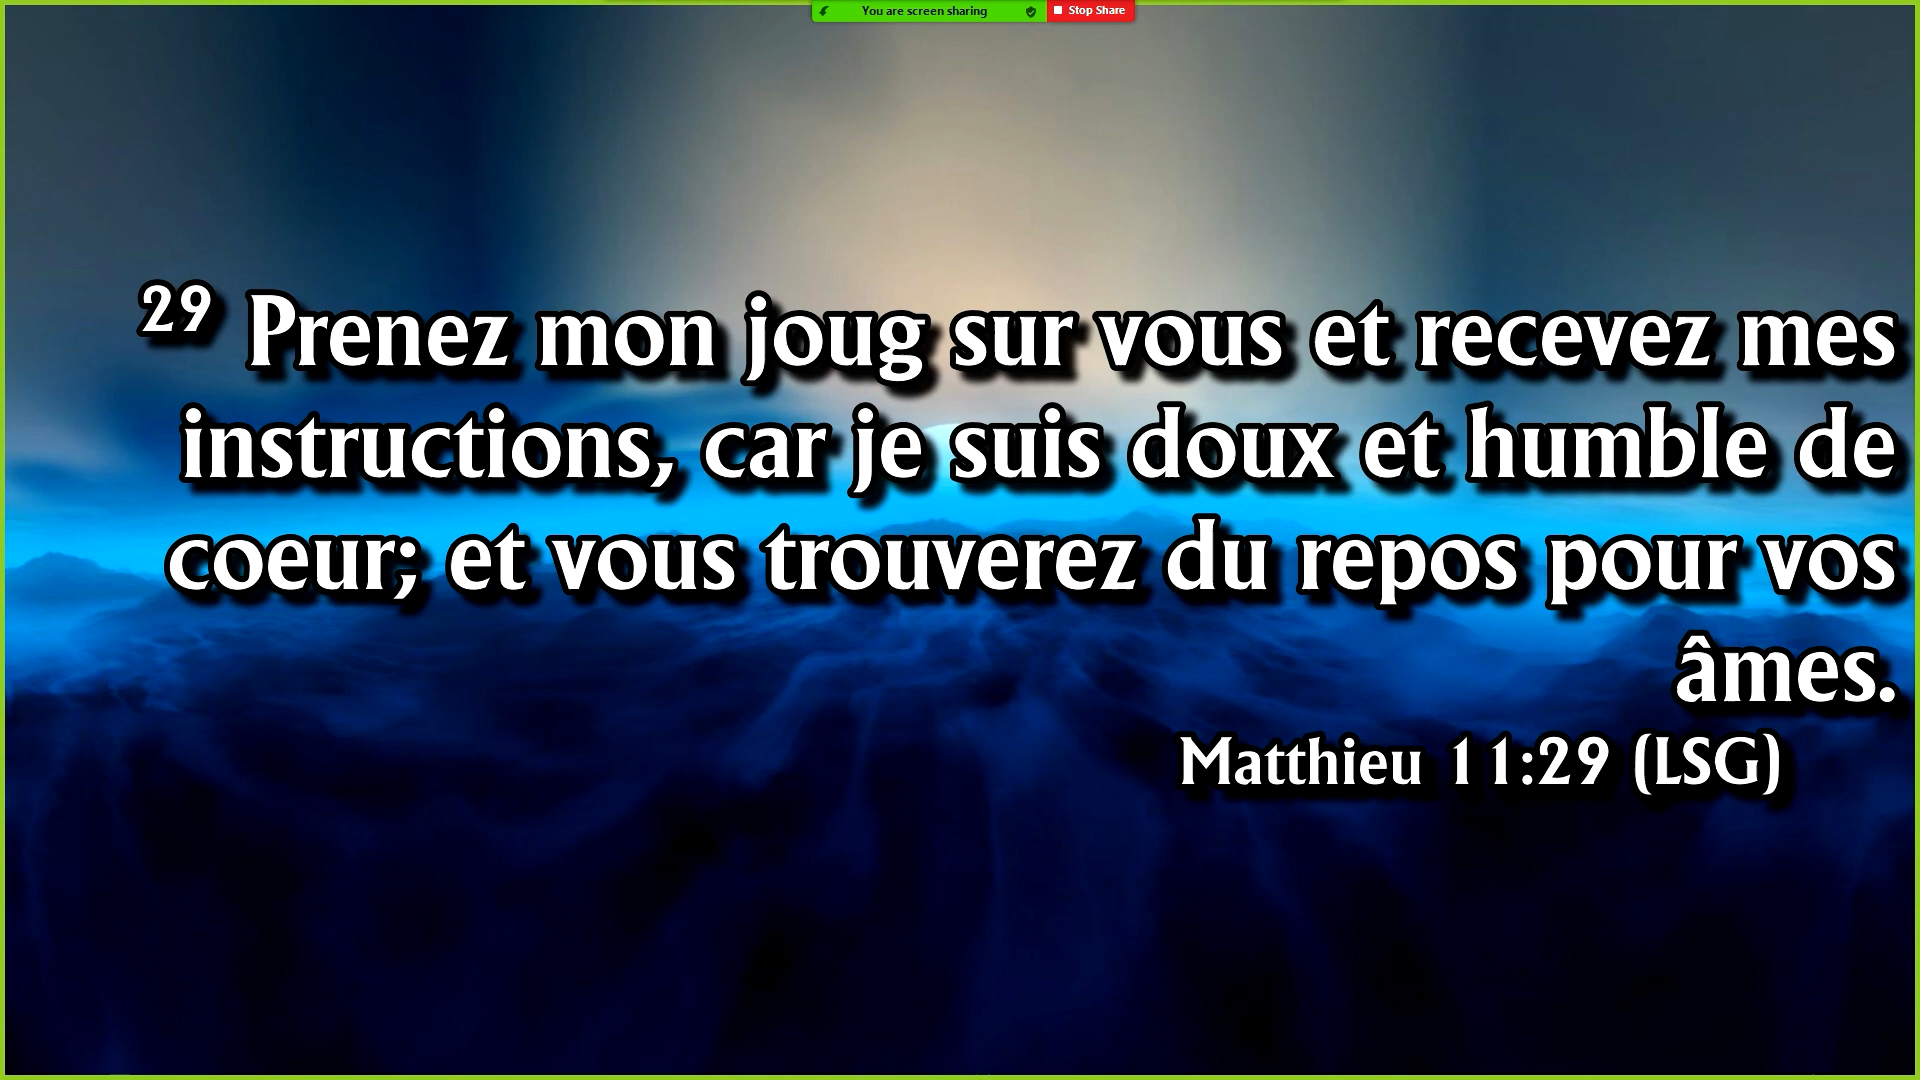 You are screen sharing Stop Share
29 Prenez mon joug sur vous et recevez mes
instructions, car je suis doux et humble de
coeur; et vous trouverez du repos pour vos
âmes.
Matthieu 11:29 (LSG)